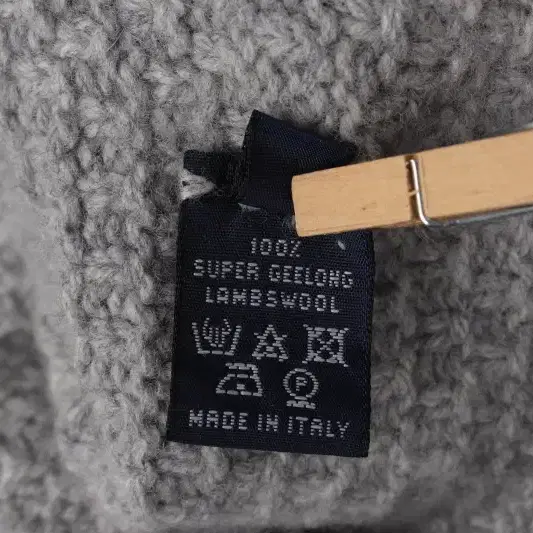 100%
SUPER GEELONG
LAMBSWOOL
P
MADE IN ITALY